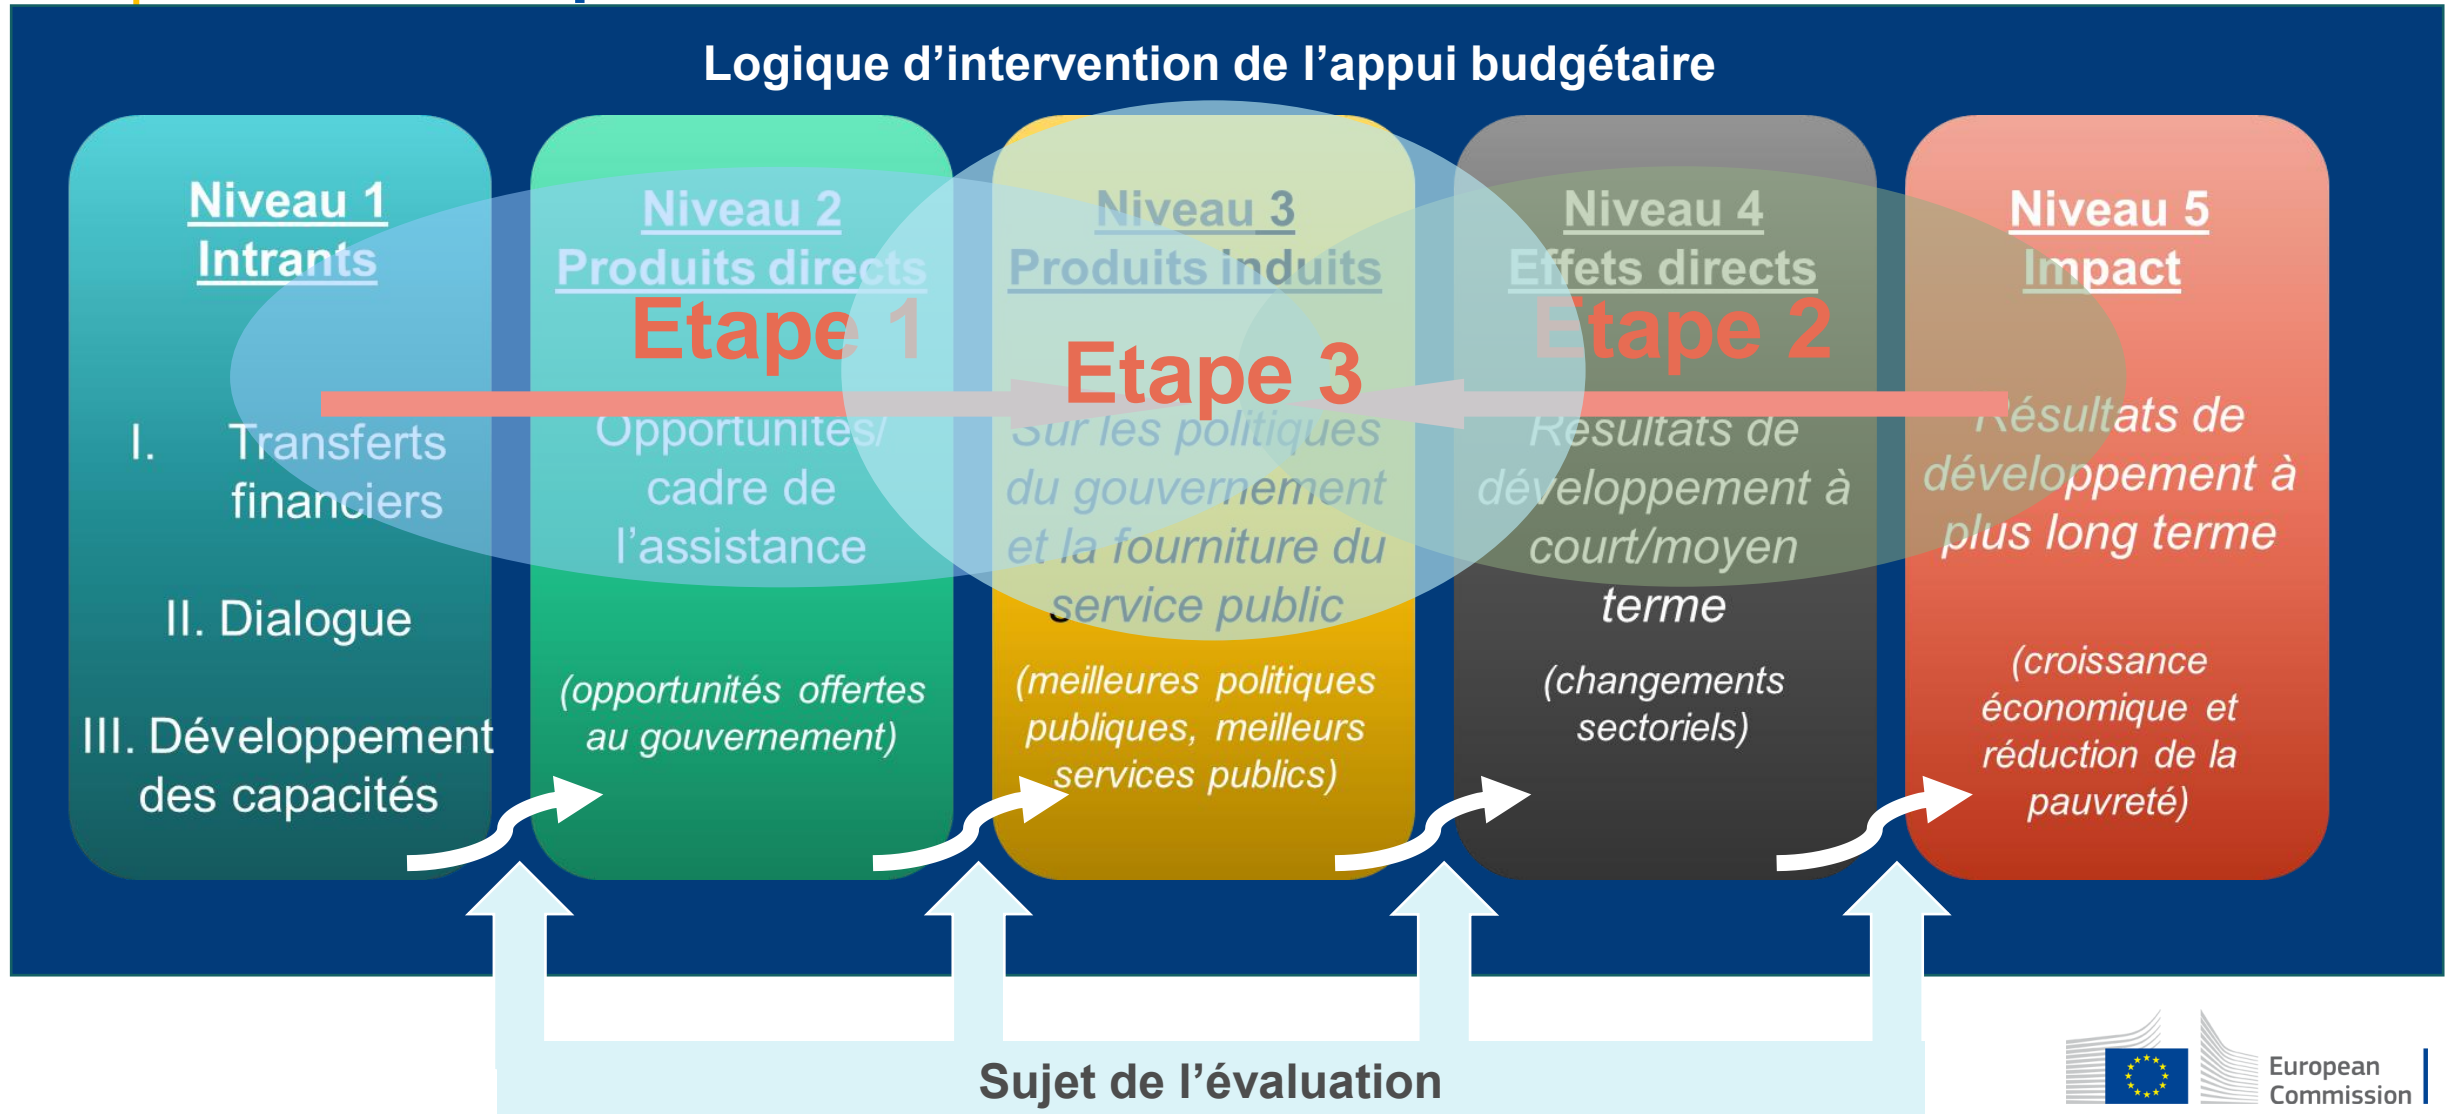 Logique d’intervention de l’appui budgétaire
Niveau 1
Intrants
I. Transferts
financiers
II. Dialogue
III. Développement
des capacités
Niveau 2
Produits directs
Etape 1
Opportunités/
cadre de
l’assistance
(opportunités offertes
au gouvernement)
Niveau 3
Produits induits
Etape 3
Sur les politiques
du gouvernement
et la fourniture du
service public
(meilleures politiques
publiques, meilleurs
services publics)
Niveau 4
Effets directs
Etape 2
Résultats de
développement à
court/moyen
terme
(changements
sectoriels)
Niveau 5
Impact
Résultats de
développement à
plus long terme
(croissance
économique et
réduction de la
pauvreté)
Sujet de l’évaluation
European
Commission